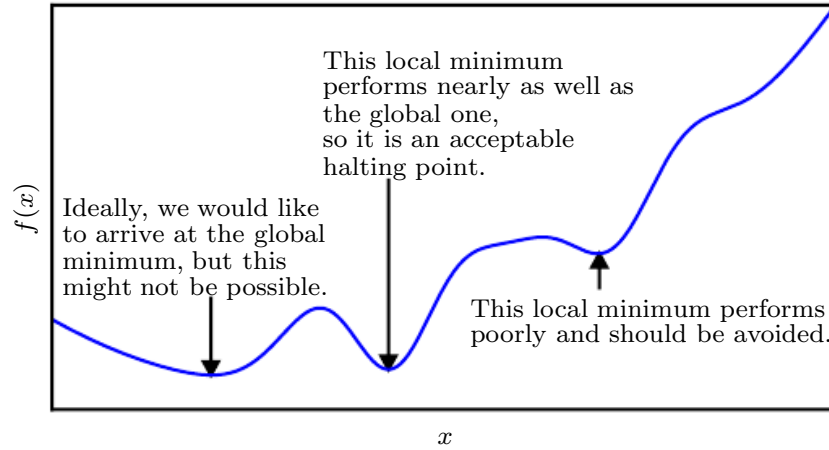 This local minimum
performs nearly as well as
the global one,
so it is an acceptable
halting point.
f(x)
Ideally, we would like
to arrive at the global
minimum, but this
might not be possible.
This local minimum performs
poorly and should be avoided.
x